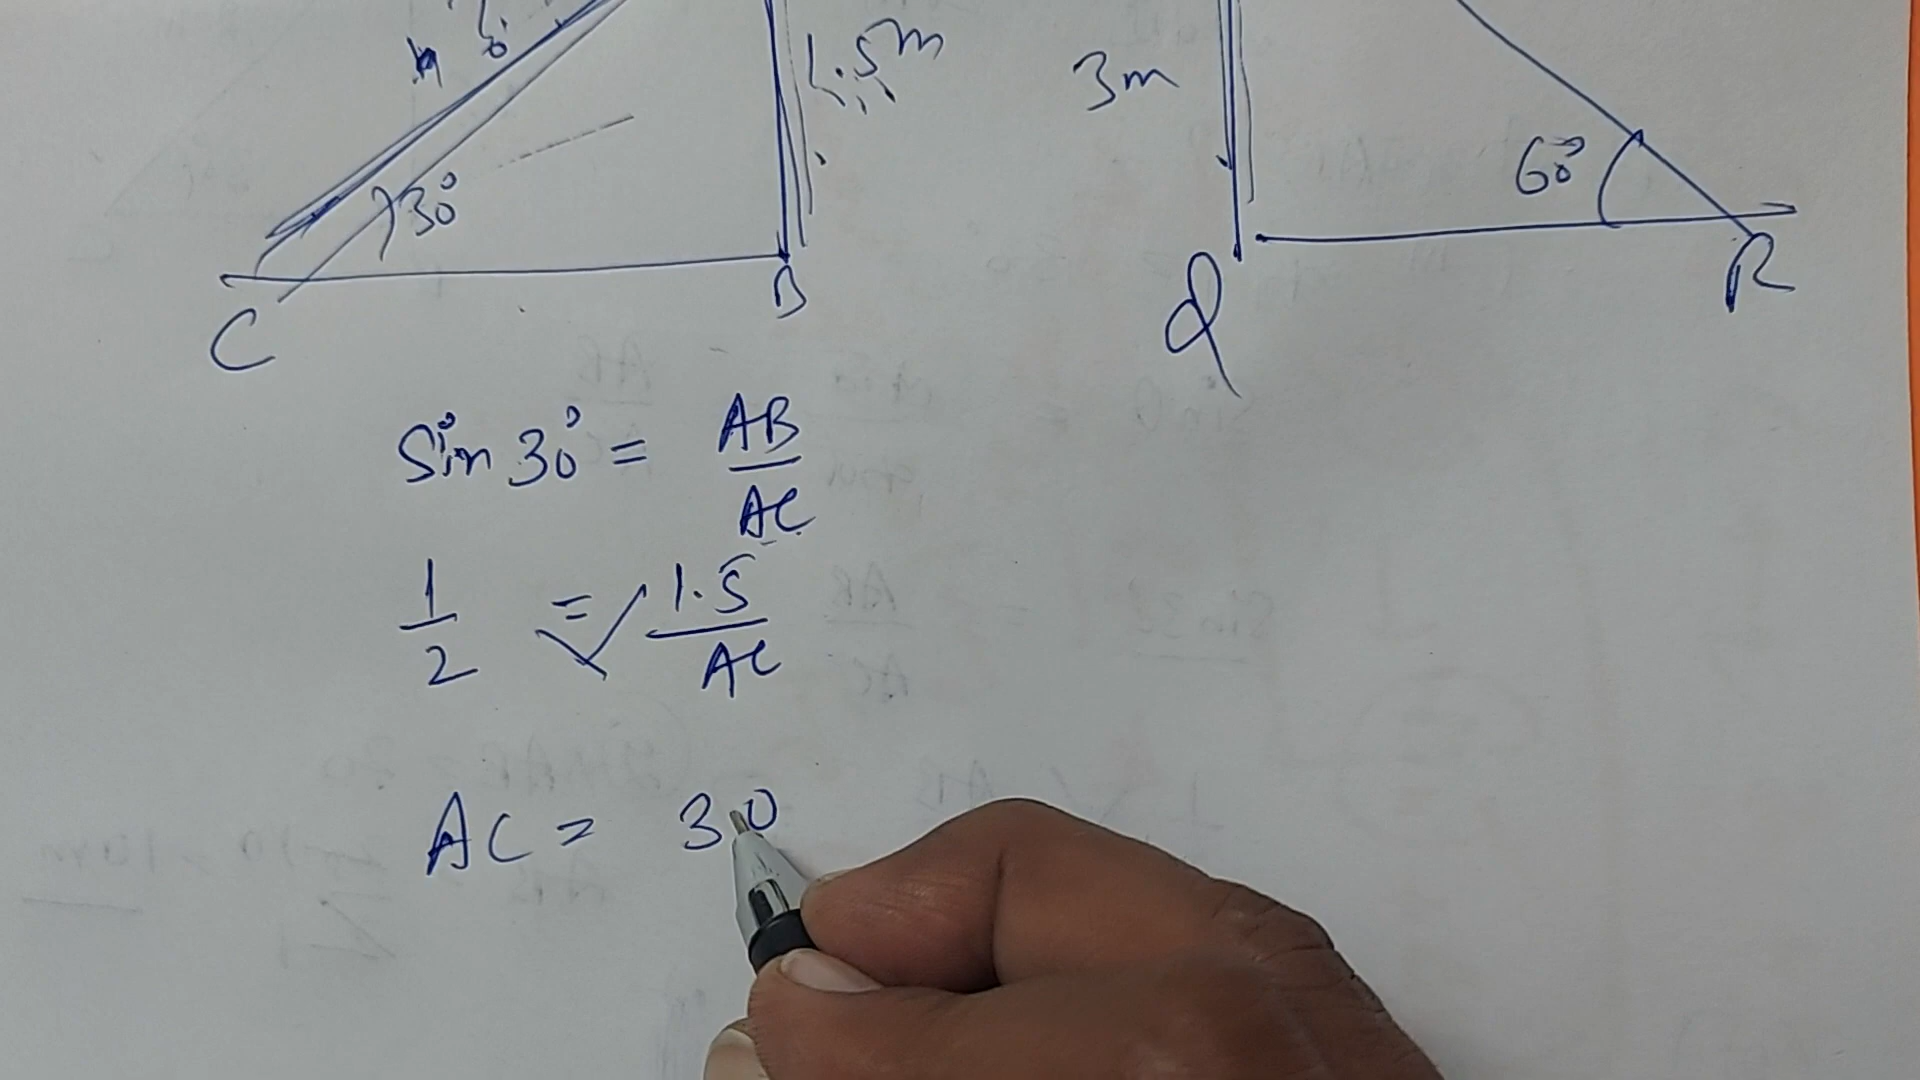 1.5m
3m
30°
60°
C
B
Q
R
Sin 30° = AB/AC
1/2 = 1.5/AC
AC = 3.0